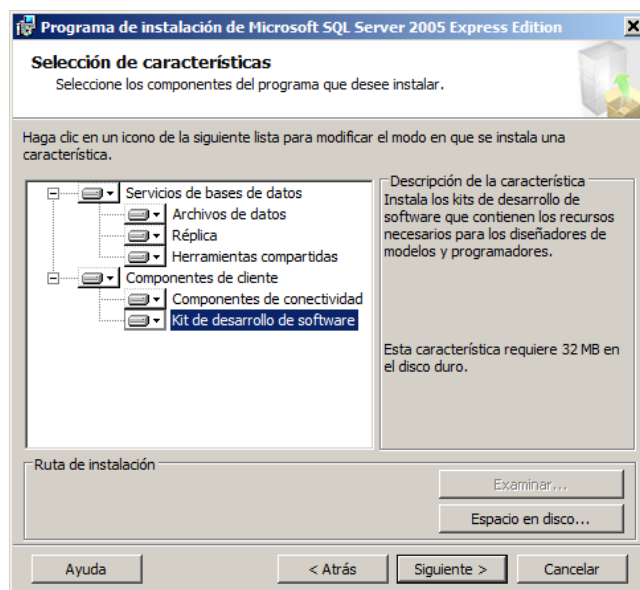 Programa de instalación de Microsoft SQL Server 2005 Express Edition
Selección de características
Seleccione los componentes del programa que desee instalar.
Haga clic en un icono de la siguiente lista para modificar el modo en que se instala una
característica.
Servicios de bases de datos
Archivos de datos
Réplica
Herramientas compartidas
Componentes de cliente
Componentes de conectividad
Kit de desarrollo de software
Descripción de la característica
Instala los kits de desarrollo de
software que contienen los recursos
necesarios para los diseñadores de
modelos y programadores.
Esta característica requiere 32 MB en
el disco duro.
Ruta de instalación
Examinar...
Espacio en disco...
Ayuda
< Atrás
Siguiente >
Cancelar